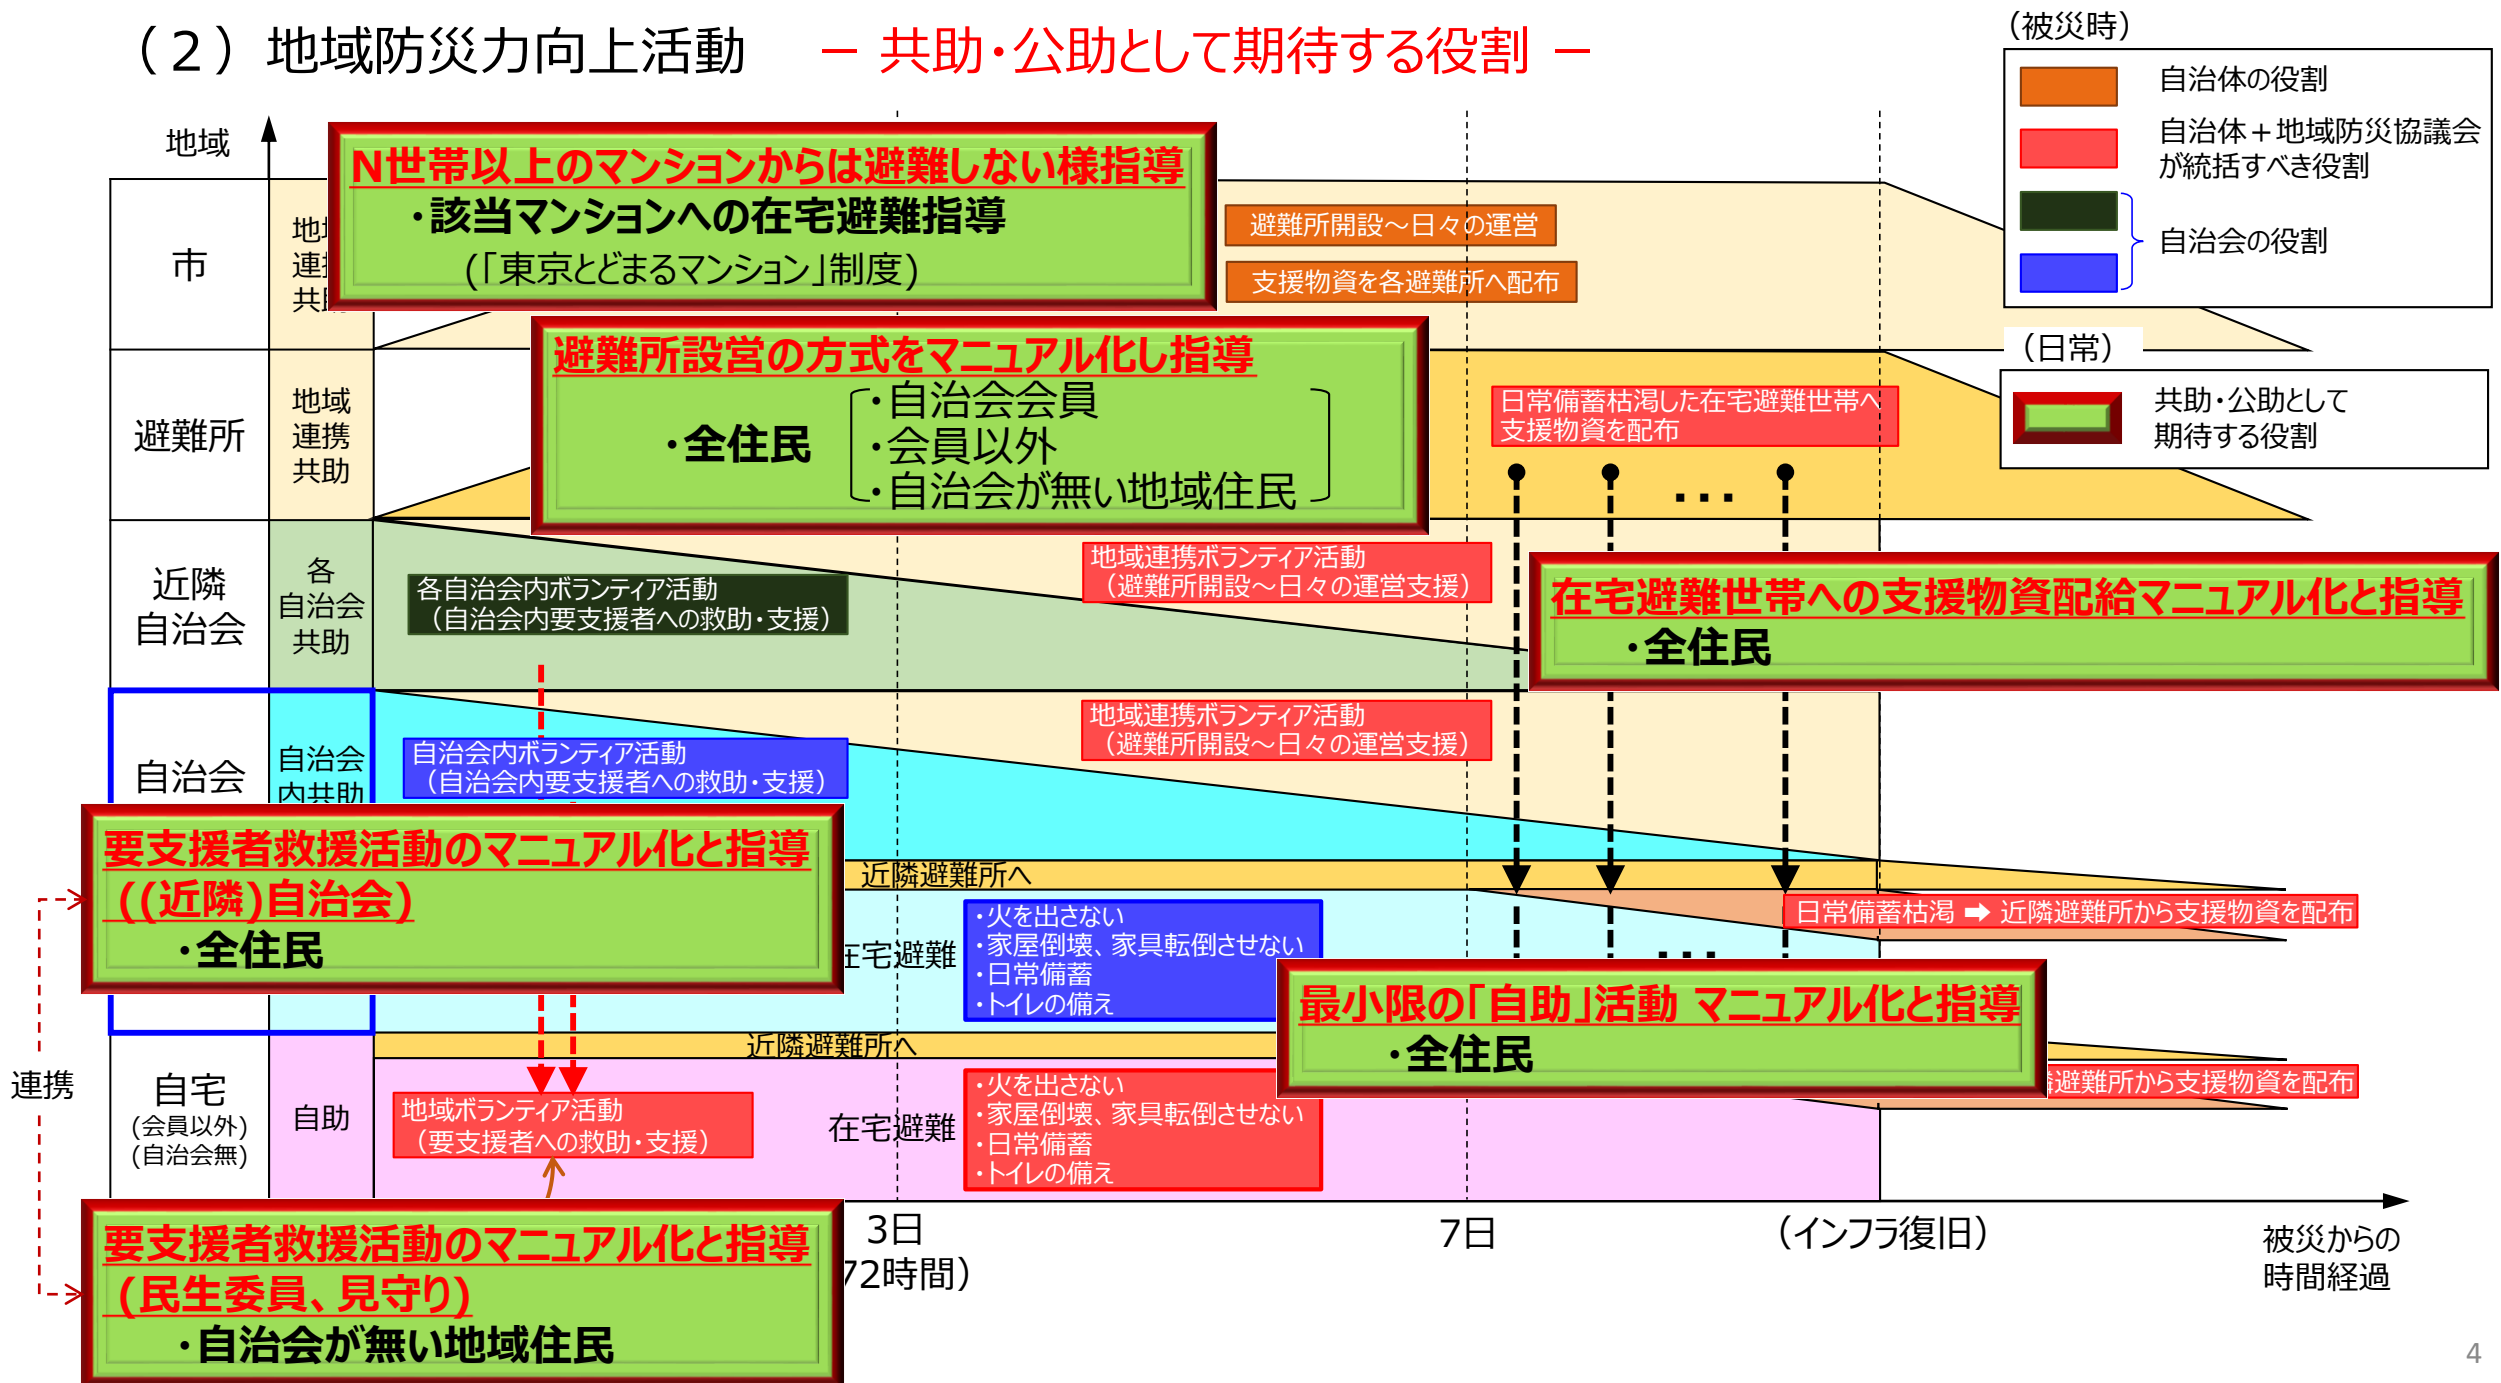 （２）地域防災力向上活動　－ 共助・公助として期待する役割 －
（被災時）
自治体の役割
自治体＋地域防災協議会
が統括すべき役割
自治会の役割
（日常）
共助・公助として
期待する役割
地域
N世帯以上のマンションからは避難しない様指導
・該当マンションへの在宅避難指導
(「東京とどまるマンション」制度)
市
連
共
避難所開設～日々の運営
支援物資を各避難所へ配布
避難所設営の方式をマニュアル化し指導
・全住民
・自治会会員
・会員以外
・自治会が無い地域住民
避難所
地域
連携
共助
日常備蓄枯渇した在宅避難世帯へ
支援物資を配布
・・・
近隣
自治会
各
自治会
共助
各自治会内ボランティア活動
（自治会内要支援者への救助・支援）
地域連携ボランティア活動
（避難所開設～日々の運営支援）
在宅避難世帯への支援物資配給マニュアル化と指導
・全住民
自治会
自治会
内共助
自治会内ボランティア活動
（自治会内要支援者への救助・支援）
地域連携ボランティア活動
（避難所開設～日々の運営支援）
要支援者救援活動のマニュアル化と指導
((近隣)自治会)
・全住民
近隣避難所へ
在宅避難
・火を出さない
・家屋倒壊、家具転倒させない
・日常備蓄
・トイレの備え
日常備蓄枯渇 ➡ 近隣避難所から支援物資を配布
・・・
最小限の「自助」活動 マニュアル化と指導
・全住民
近隣避難所へ
連携
自宅
(会員以外)
(自治会無)
自助
地域ボランティア活動
（要支援者への救助・支援）
在宅避難
・火を出さない
・家屋倒壊、家具転倒させない
・日常備蓄
・トイレの備え
避難所から支援物資を配布
要支援者救援活動のマニュアル化と指導
(民生委員、見守り)
・自治会が無い地域住民
3日
72時間）
7日
（インフラ復旧）
被災からの
時間経過
4